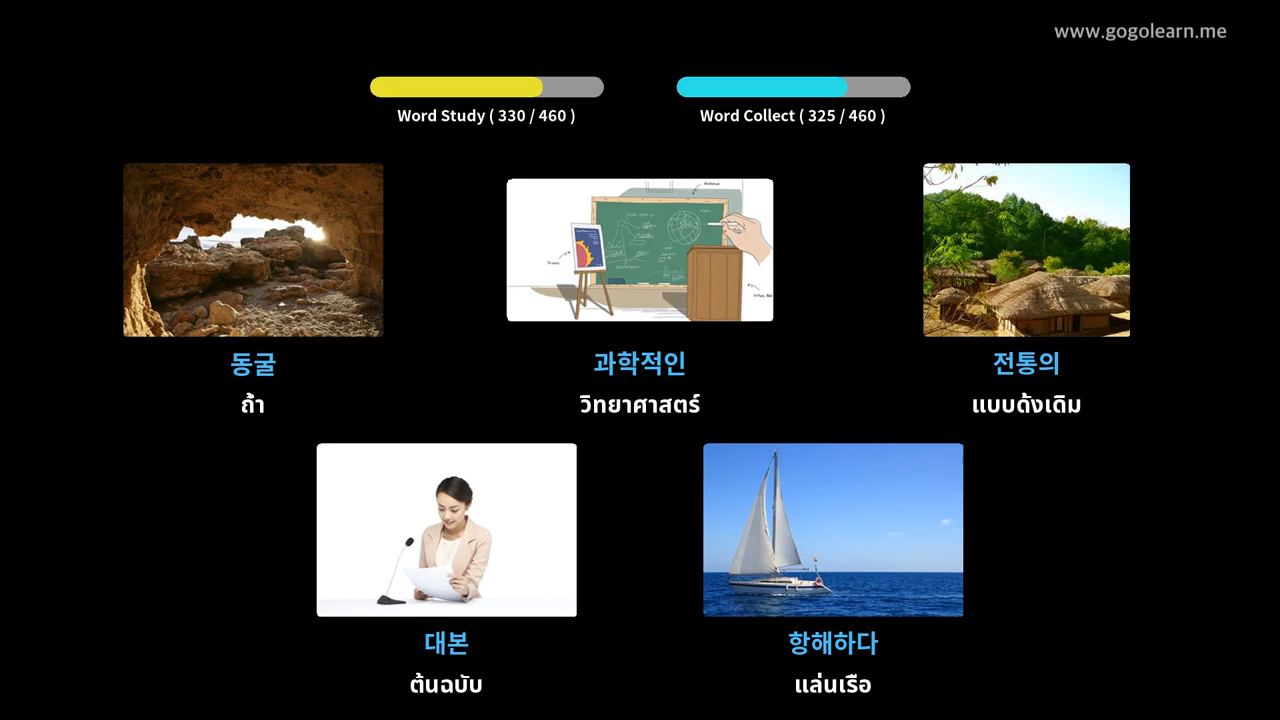 www.gogolearn.me
Word Study ( 330 / 460 )
Word Collect ( 325 / 460 )
동굴
ถ้ำ
과학적인
วิทยาศาสตร์
전통의
แบบดั้งเดิม
대본
ต้นฉบับ
항해하다
แล่นเรือ